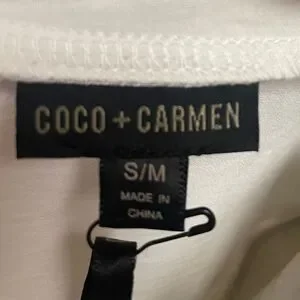 COCO + CARMEN
S/M
MADE IN
CHINA